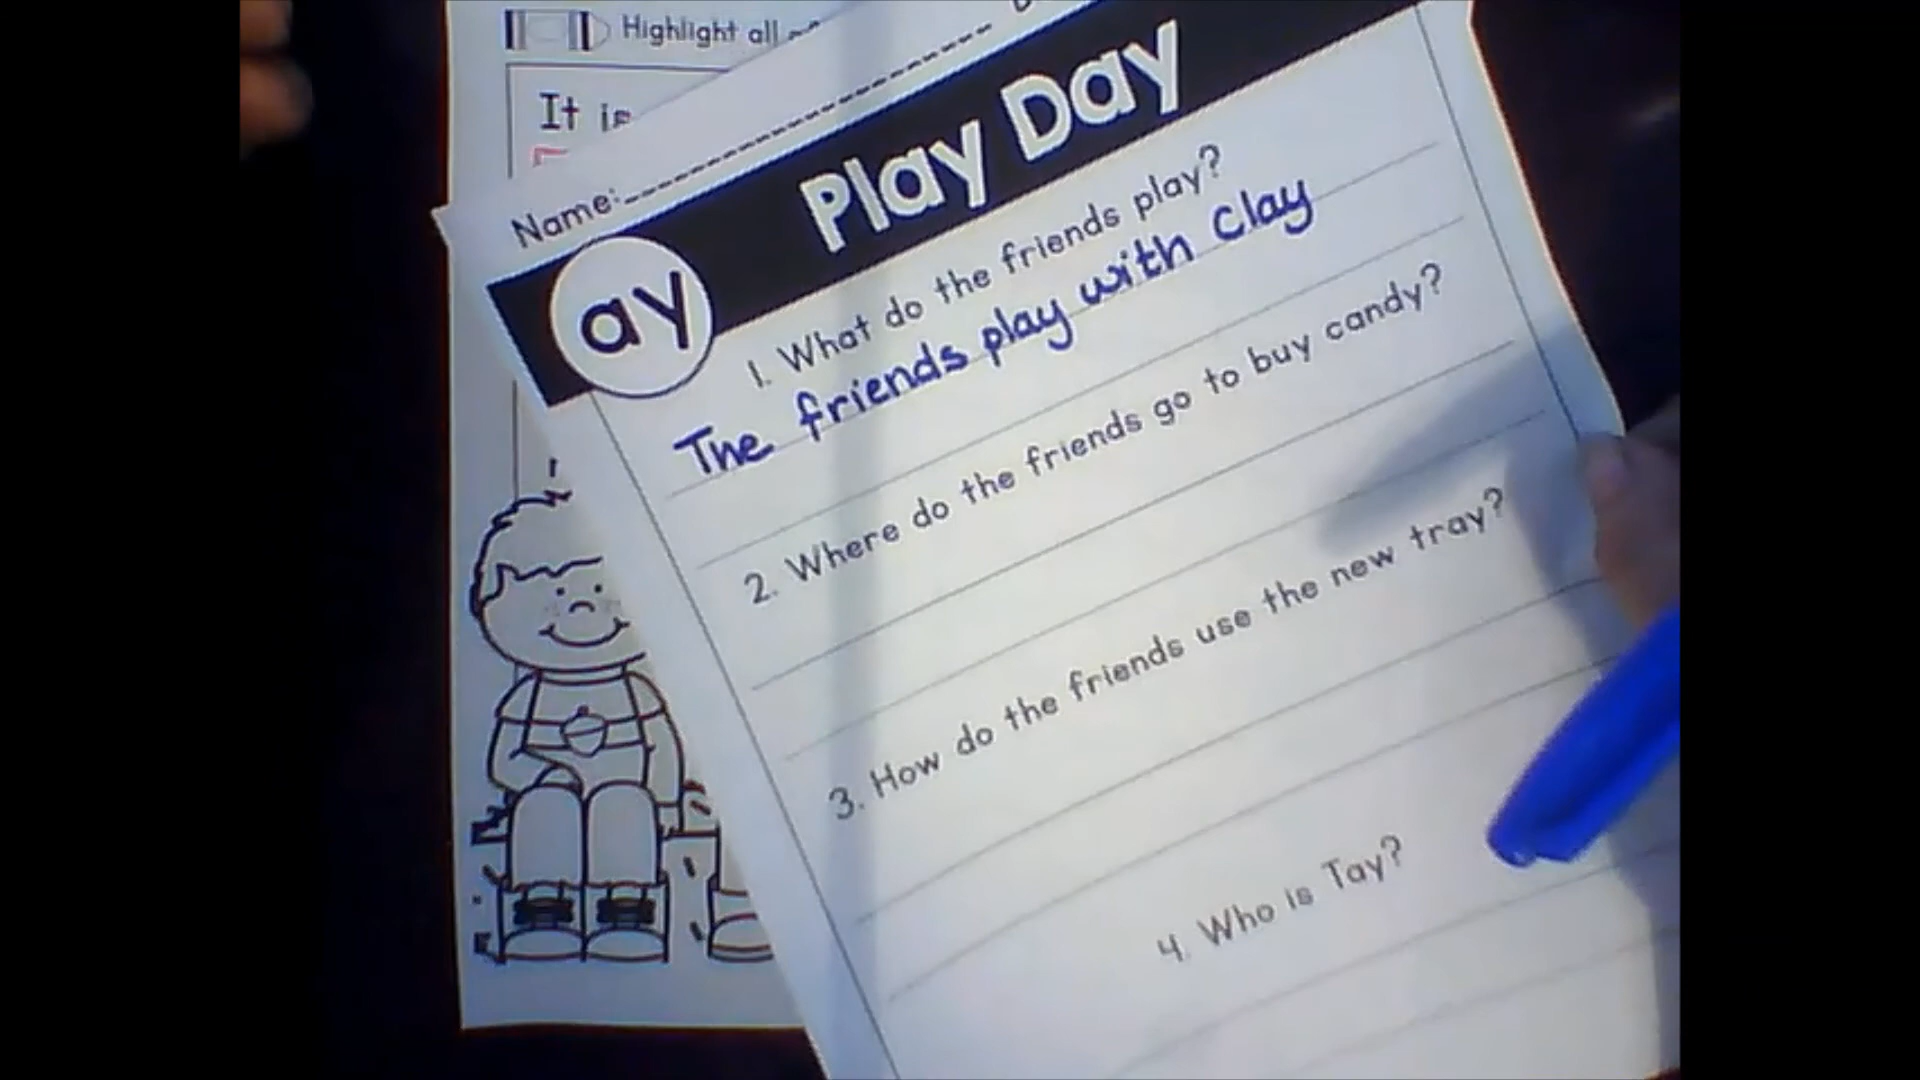 Highlight all
It is
Name:
Play Day
ay
1. What do the friends play?
The friends play with clay
2. Where do the friends go to buy candy?
3. How do the friends use the new tray?
4. Who is Tay?